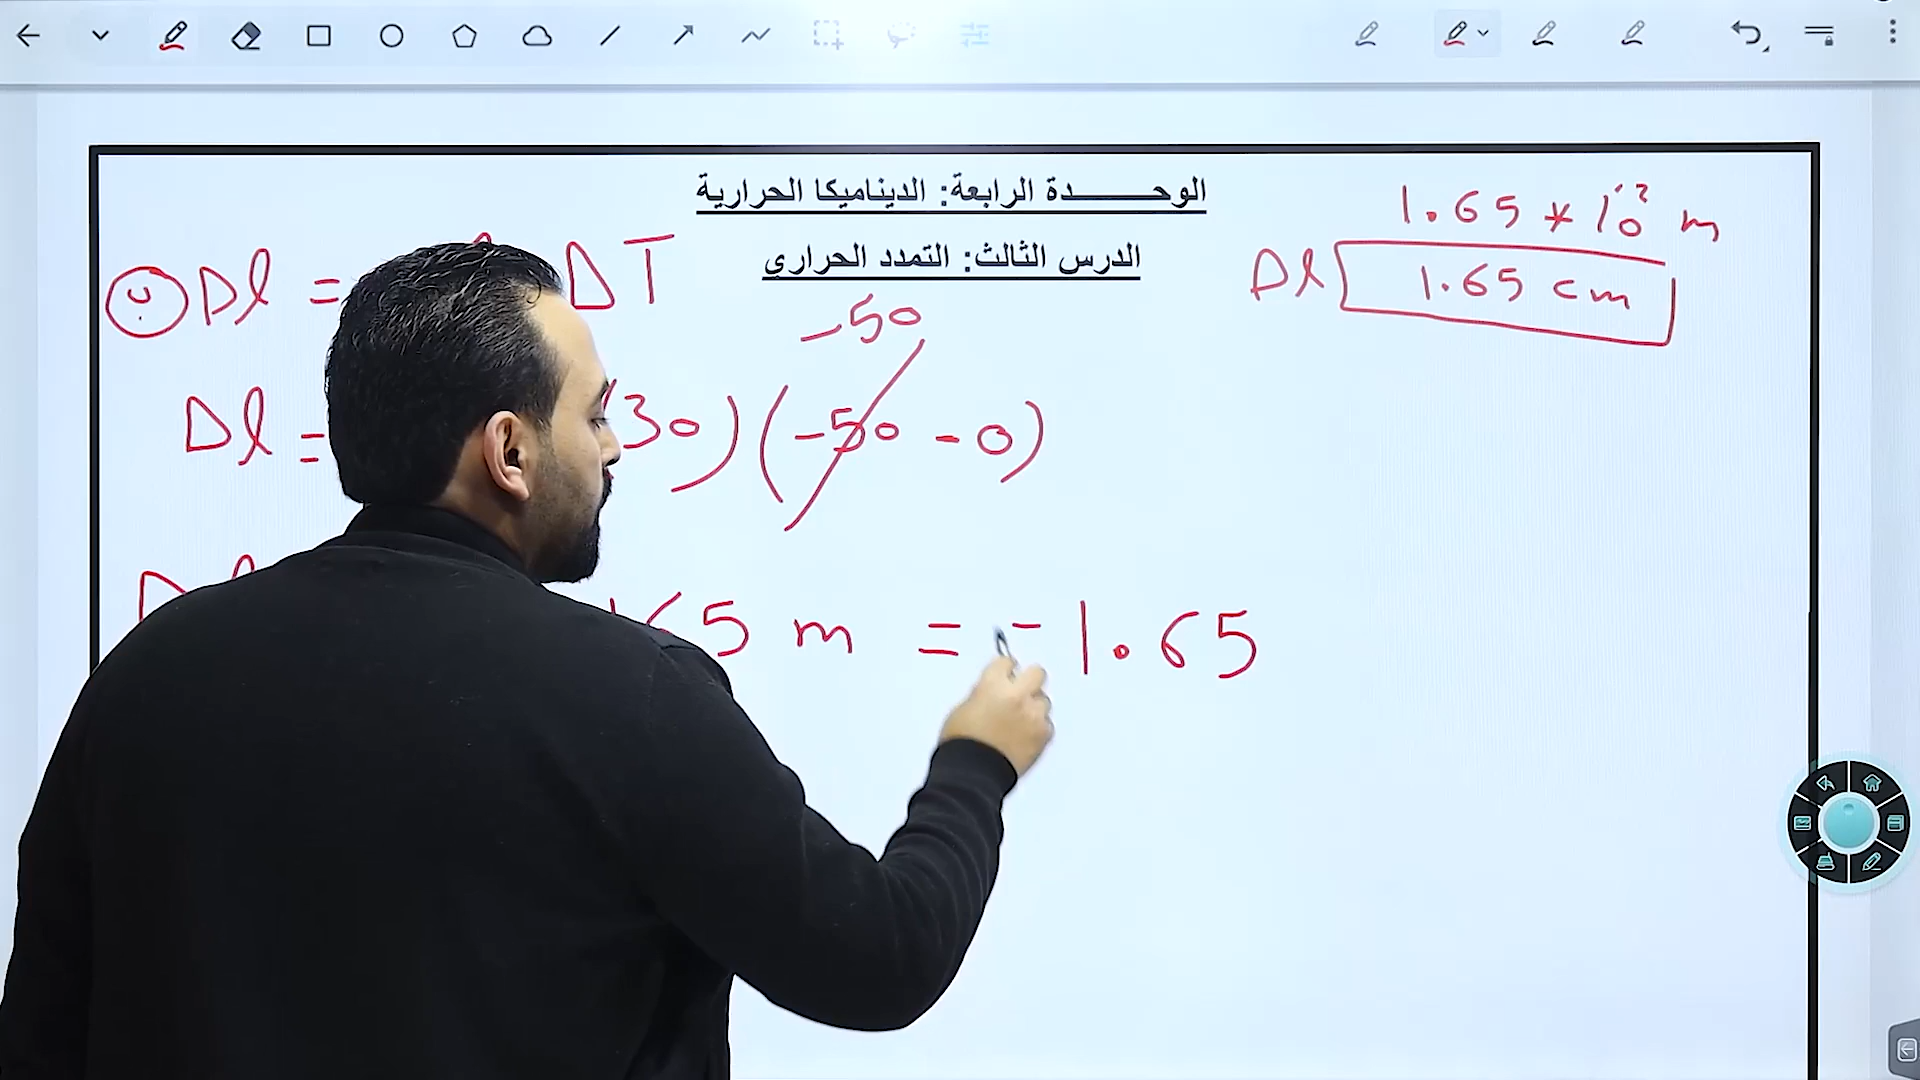 الوحـــــــدة الرابعة: الديناميكا الحرارية
الدرس الثالث: التمدد الحراري
1.65 * 10⁻² m
Δl 1.65 cm
Δl = ΔT
-50
Δl = (30) (-50 - 0)
65 m = -1.65